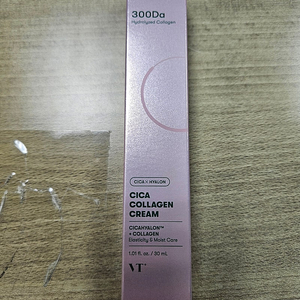 300Da
Hydrolyzed Collagen
CICA X HYALON
CICA
COLLAGEN
CREAM
CICAHYALON™
+ COLLAGEN
Elasticity & Moist Care
1.01 fl. oz. / 30 mL
VT